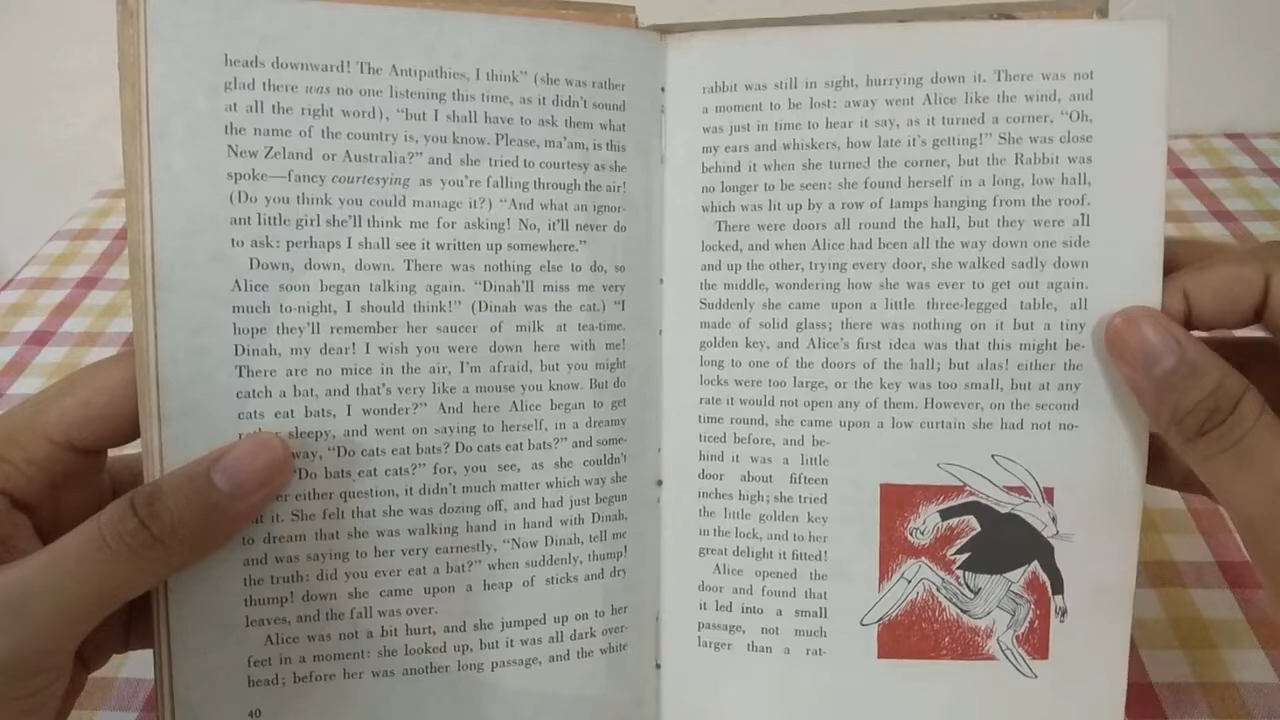 heads downward! The Antipathies, I think” (she was rather
glad there was no one listening this time, as it didn’t sound
at all the right word), “but I shall have to ask them what
the name of the country is, you know. Please, ma’am, is this
New Zeland or Australia?” and she tried to courtesy as she
spoke—fancy courtesying as you’re falling through the air!
(Do you think you could manage it?) “And what an ignor-
ant little girl she’ll think me for asking! No, it’ll never do
to ask: perhaps I shall see it written up somewhere.”
Down, down, down. There was nothing else to do, so
Alice soon began talking again. “Dinah’ll miss me very
much to-night, I should think!” (Dinah was the cat.) “I
hope they’ll remember her saucer of milk at tea-time.
Dinah, my dear! I wish you were down here with me!
There are no mice in the air, I’m afraid, but you might
catch a bat, and that’s very like a mouse you know. But do
cats eat bats, I wonder?” And here Alice began to get
sleepy, and went on saying to herself, in a dreamy
way, “Do cats eat bats? Do cats eat bats?” and some-
“Do bats eat cats?” for, you see, as she couldn’t
either question, it didn’t much matter which way she
it. She felt that she was dozing off, and had just begun
to dream that she was walking hand in hand with Dinah,
and was saying to her very earnestly, “Now Dinah, tell me
the truth: did you ever eat a bat?” when suddenly, thump!
thump! down she came upon a heap of sticks and dry
leaves, and the fall was over.
Alice was not a bit hurt, and she jumped up on to her
feet in a moment: she looked up, but it was all dark over-
head; before her was another long passage, and the white
40
rabbit was still in sight, hurrying down it. There was not
a moment to be lost: away went Alice like the wind, and
was just in time to hear it say, as it turned a corner, “Oh,
my ears and whiskers, how late it’s getting!” She was close
behind it when she turned the corner, but the Rabbit was
no longer to be seen: she found herself in a long, low hall,
which was lit up by a row of lamps hanging from the roof.
There were doors all round the hall, but they were all
locked, and when Alice had been all the way down one side
and up the other, trying every door, she walked sadly down
the middle, wondering how she was ever to get out again.
Suddenly she came upon a little three-legged table, all
made of solid glass; there was nothing on it but a tiny
golden key, and Alice’s first idea was that this might be-
long to one of the doors of the hall; but alas! either the
locks were too large, or the key was too small, but at any
rate it would not open any of them. However, on the second
time round, she came upon a low curtain she had not no-
ticed before, and be-
hind it was a little
door about fifteen
inches high; she tried
the little golden key
in the lock, and to her
great delight it fitted!
Alice opened the
door and found that
it led into a small
passage, not much
larger than a rat-